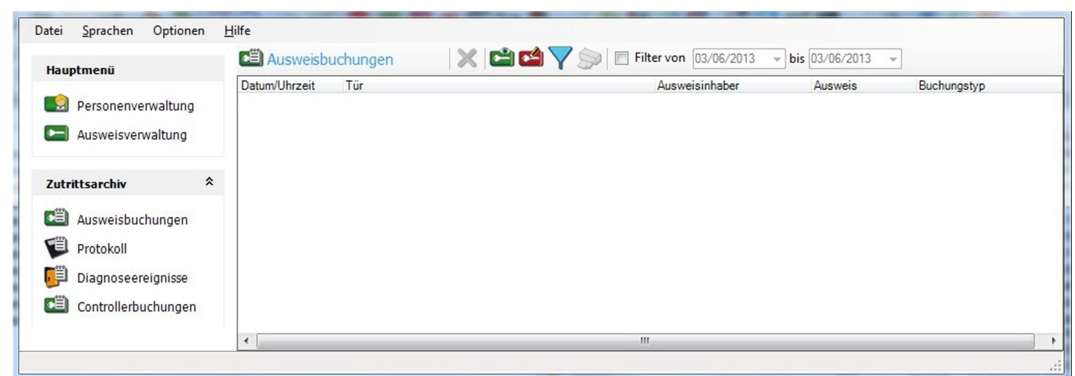 Datei Sprachen Optionen Hilfe
Hauptmenü
Personenverwaltung
Ausweisverwaltung
Zutrittsarchiv
Ausweisbuchungen
Protokoll
Diagnoseereignisse
Controllerbuchungen
Ausweisbuchungen Filter von 03/06/2013 bis 03/06/2013
Datum/Uhrzeit Tür Ausweisinhaber Ausweis Buchungstyp